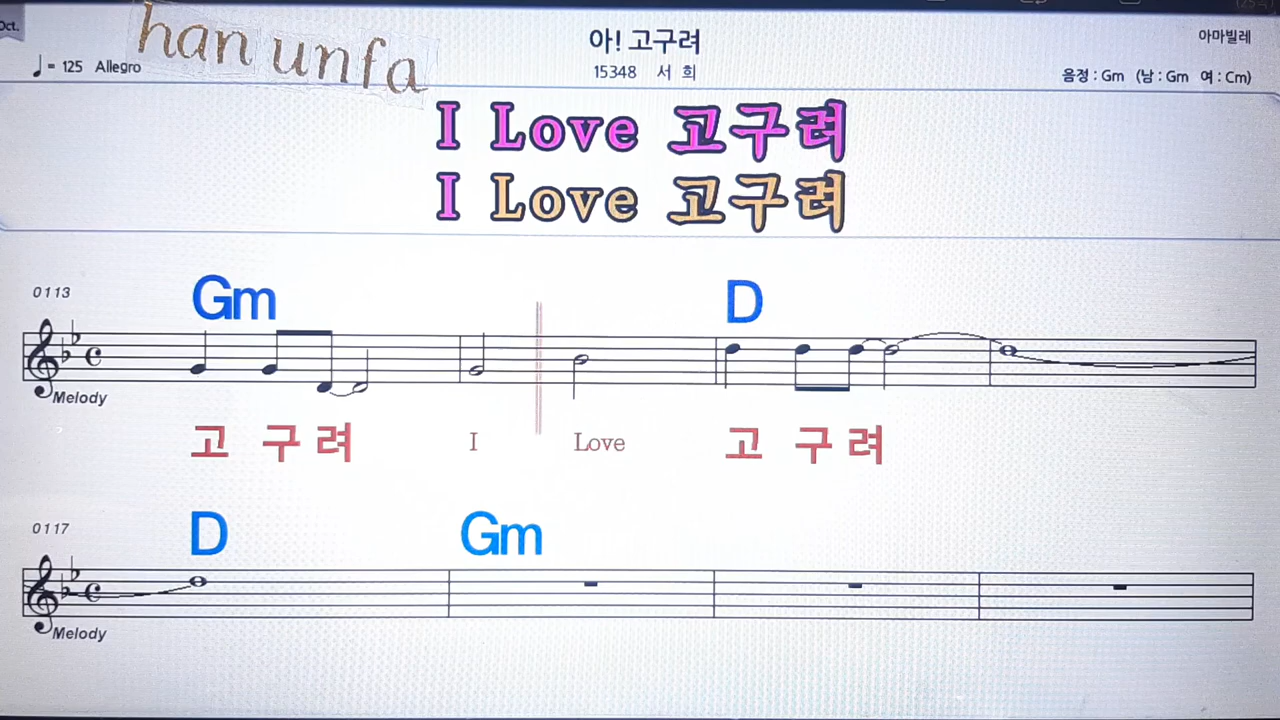 Oct.
han unfa
아! 고구려
아마빌레
♩= 125 Allegro
15348 서 희
음정 : Gm (남 : Gm 여 : Cm)
I Love 고구려
I Love 고구려
0113
Gm D
Melody
고 구 려 I Love 고 구 려
0117
D Gm
Melody